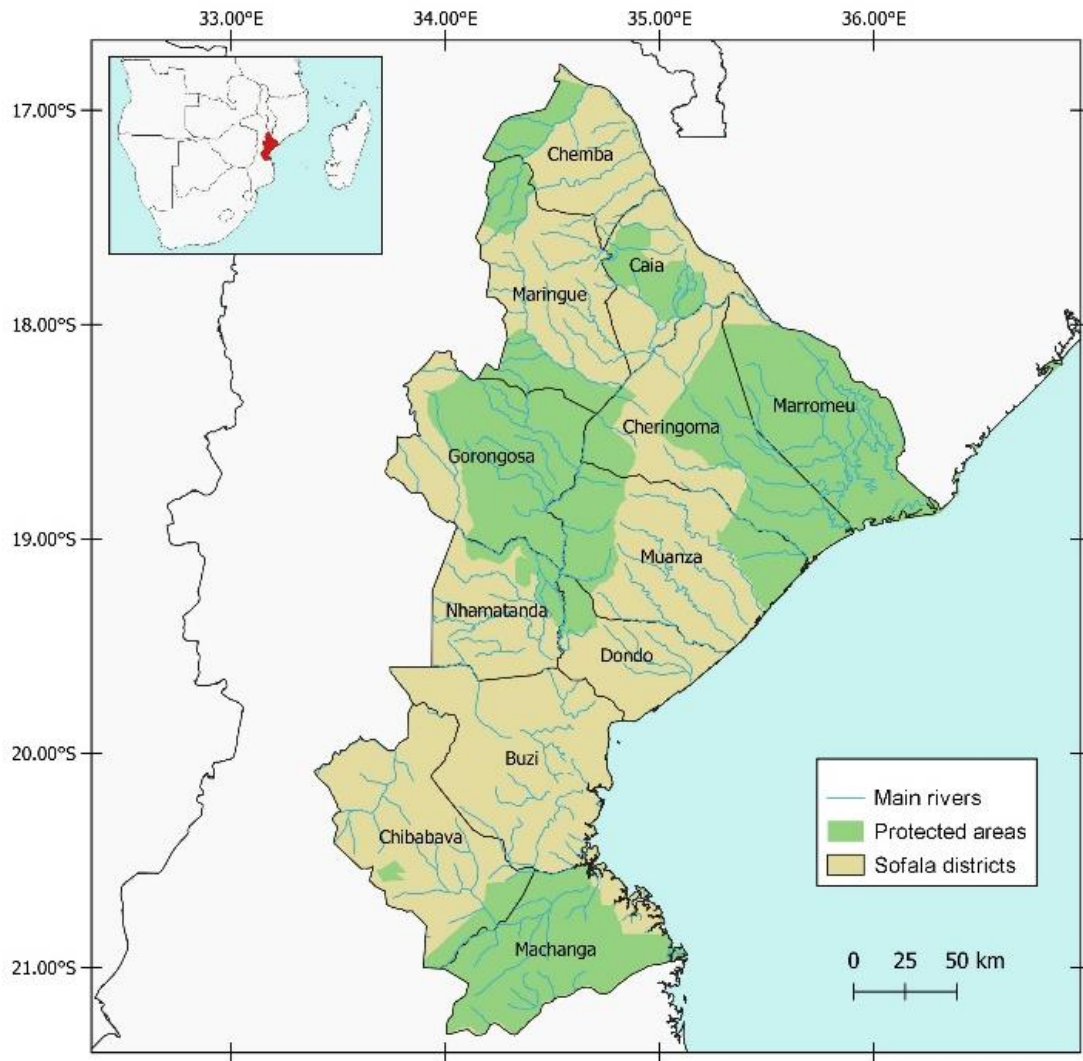 33.00°E 34.00°E 35.00°E 36.00°E
17.00°S
Chemba
Caia
Maringue
18.00°S
Marromeu
Cheringoma
Gorongosa
19.00°S
Muanza
Nhamatanda
Dondo
20.00°S
Buzi
Main rivers
Protected areas
Sofala districts
Chibabava
Machanga
21.00°S
0 25 50 km